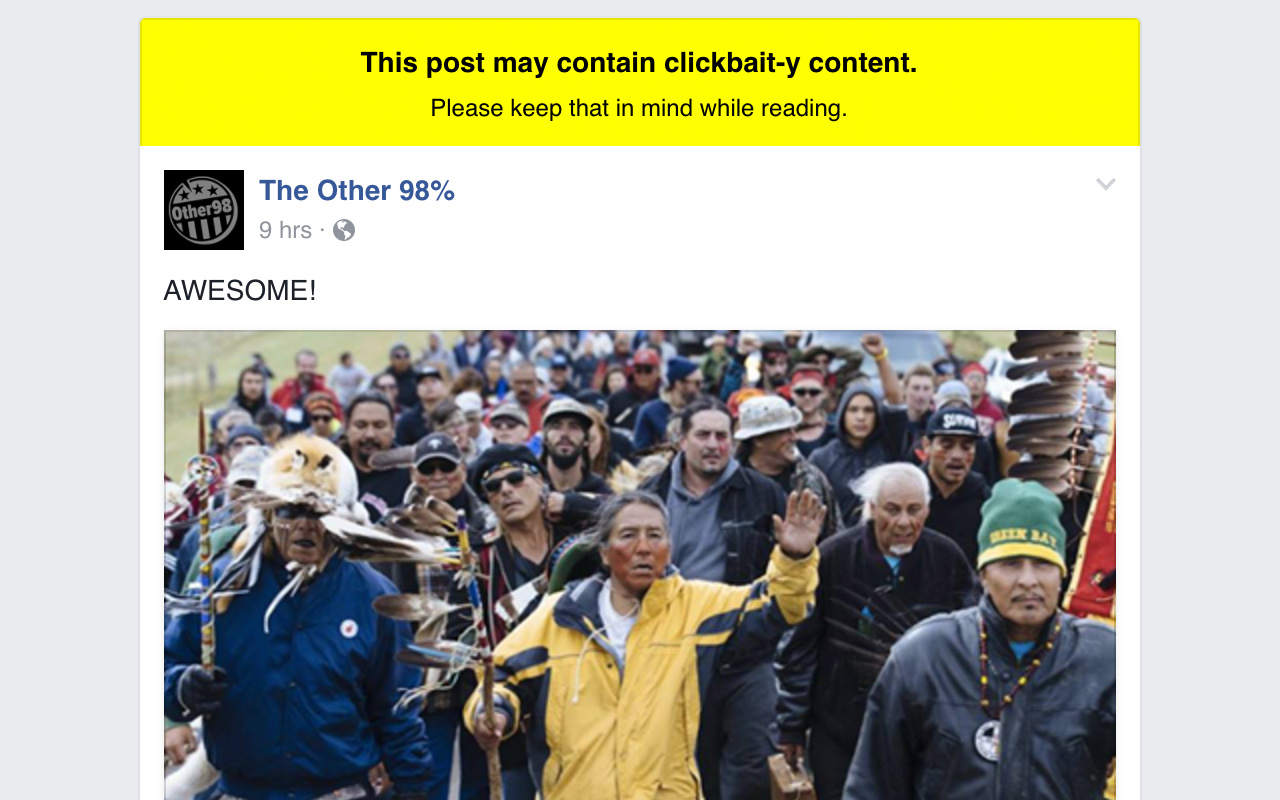 This post may contain clickbait-y content.
Please keep that in mind while reading.
Other98
The Other 98%
9 hrs ·
AWESOME!
GREEN BAY